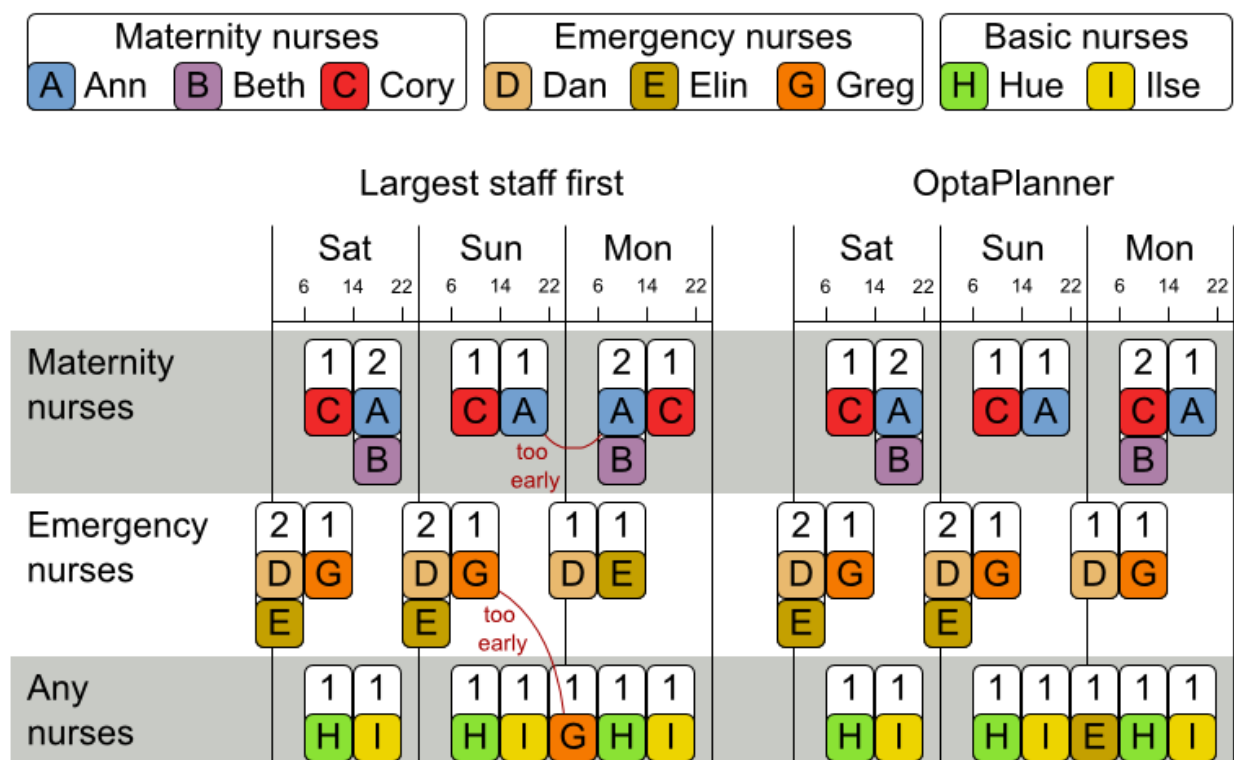 Maternity nurses Emergency nurses Basic nurses
A Ann B Beth C Cory D Dan E Elin G Greg H Hue I Ilse
Largest staff first OptaPlanner
Sat Sun Mon Sat Sun Mon
6 14 22 6 14 22 6 14 22 6 14 22 6 14 22 6 14 22
Maternity 1 2 1 1 2 1 1 2 1 1 2 1
nurses C A C A A C C A C A C A
B B B B
too
early
Emergency 2 1 2 1 1 1 2 1 2 1 1 1
nurses D G D G D E D G D G D G
E E E E
too
early
Any 1 1 1 1 1 1 1 1 1 1 1 1 1 1
nurses H I H I G H I H I H I E H I